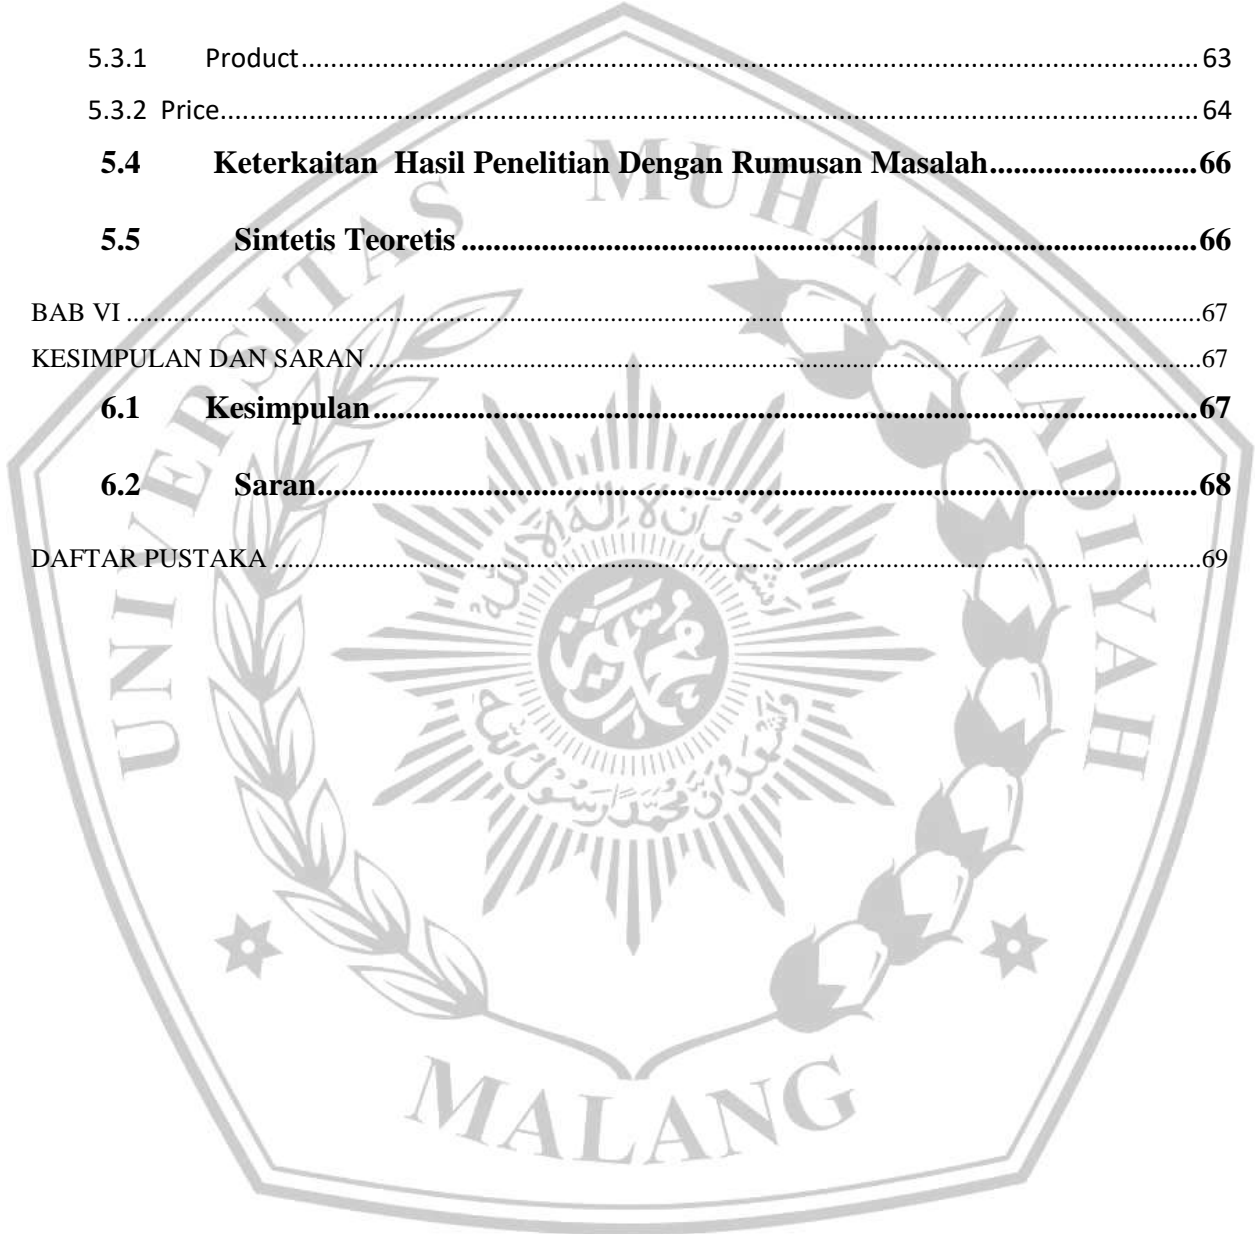 5.3.1 Product........................................................................................................................ 63
5.3.2 Price.................................................................................................................................. 64
5.4 Keterkaitan Hasil Penelitian Dengan Rumusan Masalah.........................66
5.5 Sintetis Teoretis.........................................................................................66
BAB VI..................................................................................................................67
KESIMPULAN DAN SARAN...............................................................................67
6.1 Kesimpulan................................................................................................67
6.2 Saran..........................................................................................................68
DAFTAR PUSTAKA.............................................................................................69
UNIVERSITAS MUHAMMADIYAH
MALANG